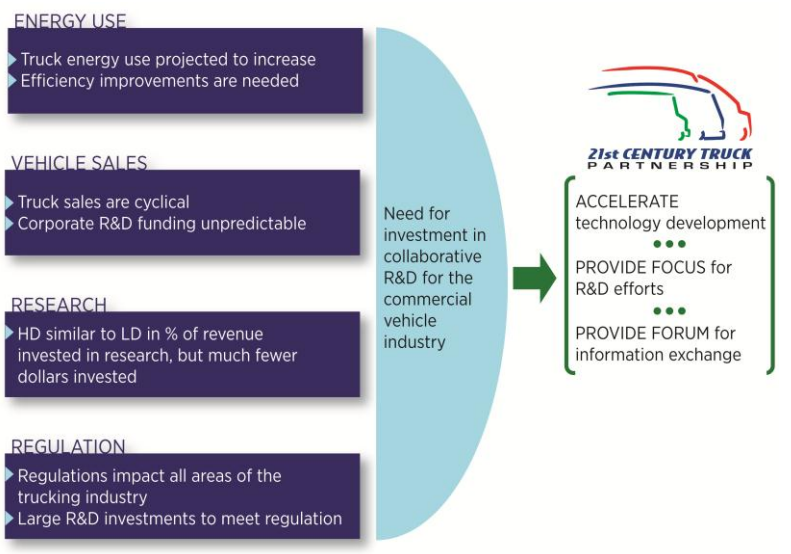 ENERGY USE
Truck energy use projected to increase
Efficiency improvements are needed
VEHICLE SALES
Truck sales are cyclical
Corporate R&D funding unpredictable
RESEARCH
HD similar to LD in % of revenue
invested in research, but much fewer
dollars invested
REGULATION
Regulations impact all areas of the
trucking industry
Large R&D investments to meet regulation
Need for
investment in
collaborative
R&D for the
commercial
vehicle
industry
21st CENTURY TRUCK
PARTNERSHIP
ACCELERATE
technology development
PROVIDE FOCUS for
R&D efforts
PROVIDE FORUM for
information exchange